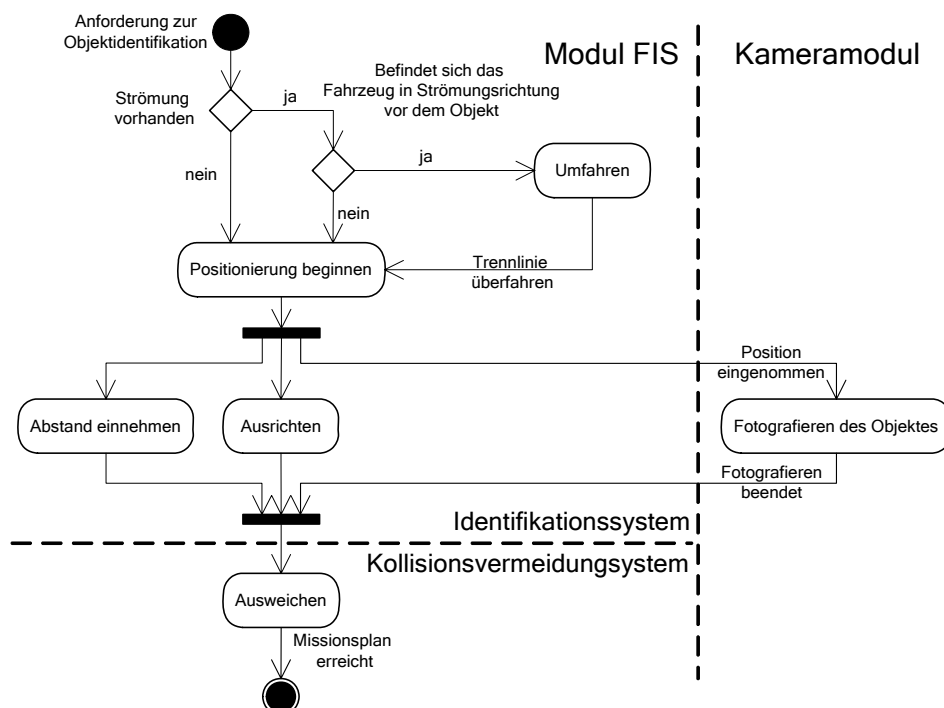 Anforderung zur
Objektidentifikation
Modul FIS
Kameramodul
Strömung
vorhanden
ja
Befindet sich das
Fahrzeug in Strömungsrichtung
vor dem Objekt
nein
ja
Umfahren
nein
Positionierung beginnen
Trennlinie
überfahren
Position
eingenommen
Abstand einnehmen
Ausrichten
Fotografieren des Objektes
Fotografieren
beendet
Identifikationssystem
Kollisionsvermeidungsystem
Ausweichen
Missionsplan
erreicht